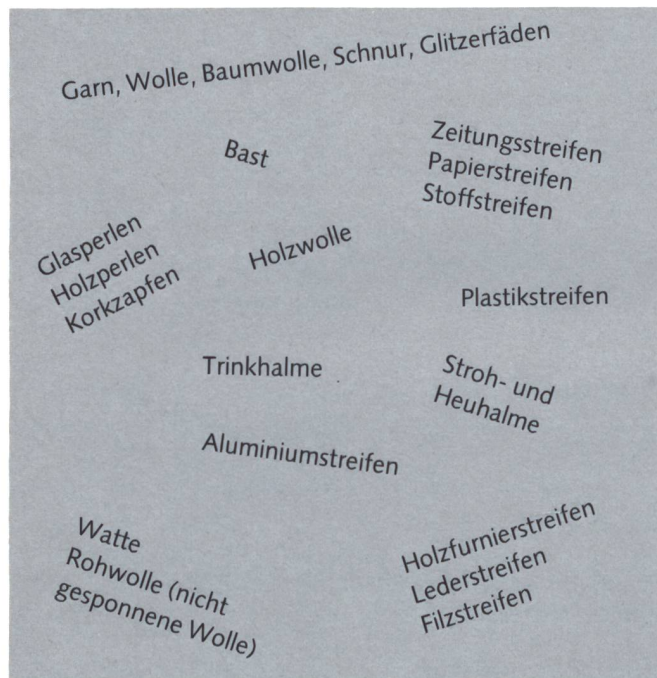 Garn, Wolle, Baumwolle, Schnur, Glitzerfäden
Bast
Zeitungsstreifen
Papierstreifen
Stoffstreifen
Glasperlen
Holzperlen
Korkzapfen
Holzwolle
Plastikstreifen
Trinkhalme
Stroh- und
Heuhalme
Aluminiumstreifen
Watte
Rohwolle (nicht
gesponnene Wolle)
Holzfurnierstreifen
Lederstreifen
Filzstreifen